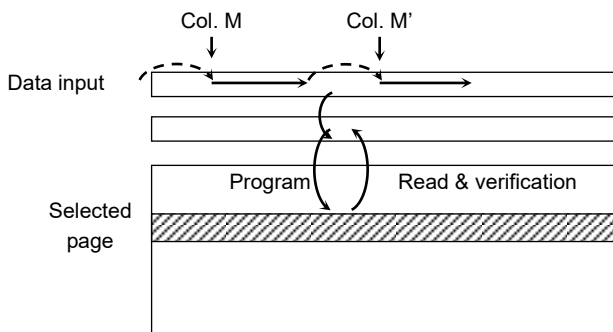 Col. M
Col. M’
Data input
Program
Read & verification
Selected
page